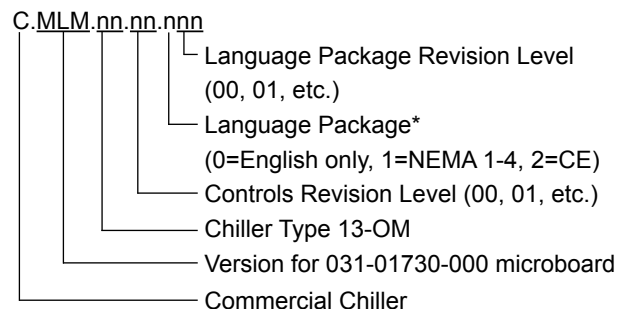 C.MLM.nn.nn.nnn
Language Package Revision Level
(00, 01, etc.)
Language Package*
(0=English only, 1=NEMA 1-4, 2=CE)
Controls Revision Level (00, 01, etc.)
Chiller Type 13-OM
Version for 031-01730-000 microboard
Commercial Chiller